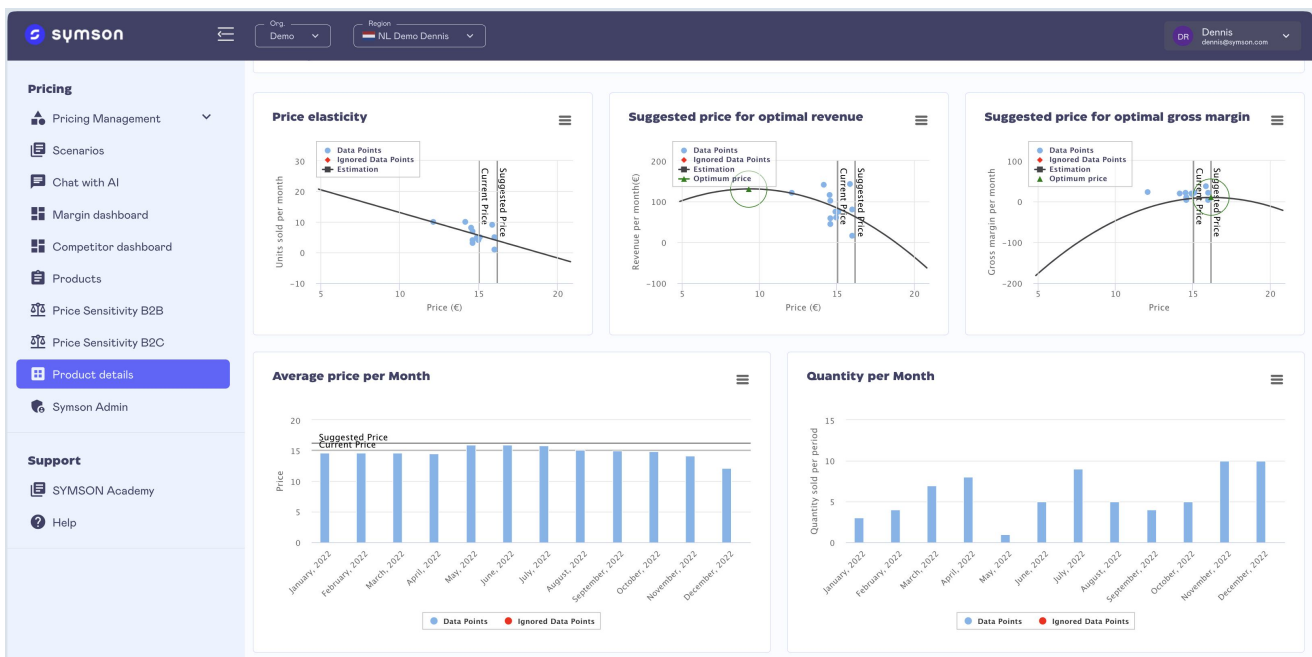 symson
Org.
Demo
Region
NL Demo Dennis
DR
Dennis
dennis@symson.com
Pricing
Pricing Management
Scenarios
Chat with AI
Margin dashboard
Competitor dashboard
Products
Price Sensitivity B2B
Price Sensitivity B2C
Product details
Symson Admin
Support
SYMSON Academy
Help
Price elasticity
Data Points
Ignored Data Points
Estimation
Current Price
Suggested Price
Units sold per month
30
20
10
0
-10
5 10 15 20
Price (€)
Suggested price for optimal revenue
Data Points
Ignored Data Points
Estimation
Optimum price
Current Price
Suggested Price
Revenue per month(€)
200
100
0
-100
5 10 15 20
Price (€)
Suggested price for optimal gross margin
Data Points
Ignored Data Points
Estimation
Optimum price
Current Price
Suggested Price
Gross margin per month
100
0
-100
-200
5 10 15 20
Price
Average price per Month
Suggested Price
Current Price
Price
20
15
10
5
0
January, 2022
February, 2022
March, 2022
April, 2022
May, 2022
June, 2022
July, 2022
August, 2022
September, 2022
October, 2022
November, 2022
December, 2022
Data Points Ignored Data Points
Quantity per Month
Quantity sold per period
15
10
5
0
January, 2022
February, 2022
March, 2022
April, 2022
May, 2022
June, 2022
July, 2022
August, 2022
September, 2022
October, 2022
November, 2022
December, 2022
Data Points Ignored Data Points